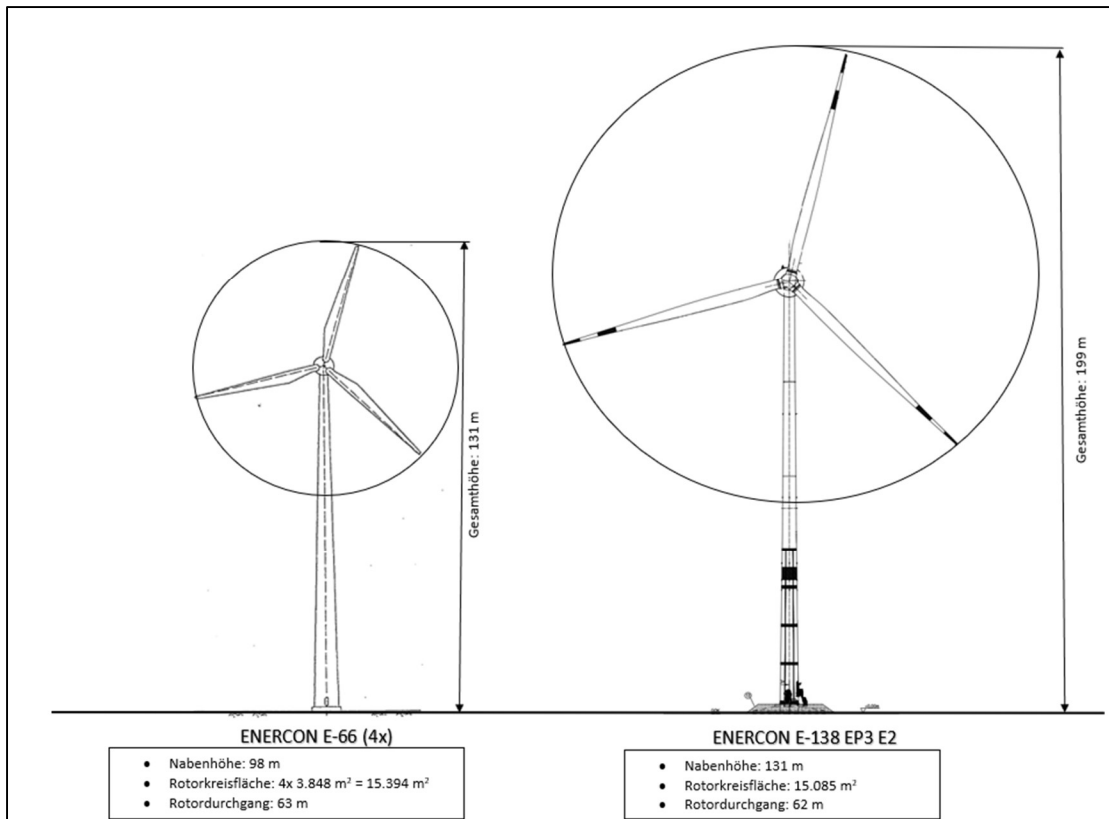 Gesamthöhe: 131 m
Gesamthöhe: 199 m
ENERCON E-66 (4x)
• Nabenhöhe: 98 m
• Rotorkreisfläche: 4x 3.848 m² = 15.394 m²
• Rotordurchgang: 63 m
ENERCON E-138 EP3 E2
• Nabenhöhe: 131 m
• Rotorkreisfläche: 15.085 m²
• Rotordurchgang: 62 m